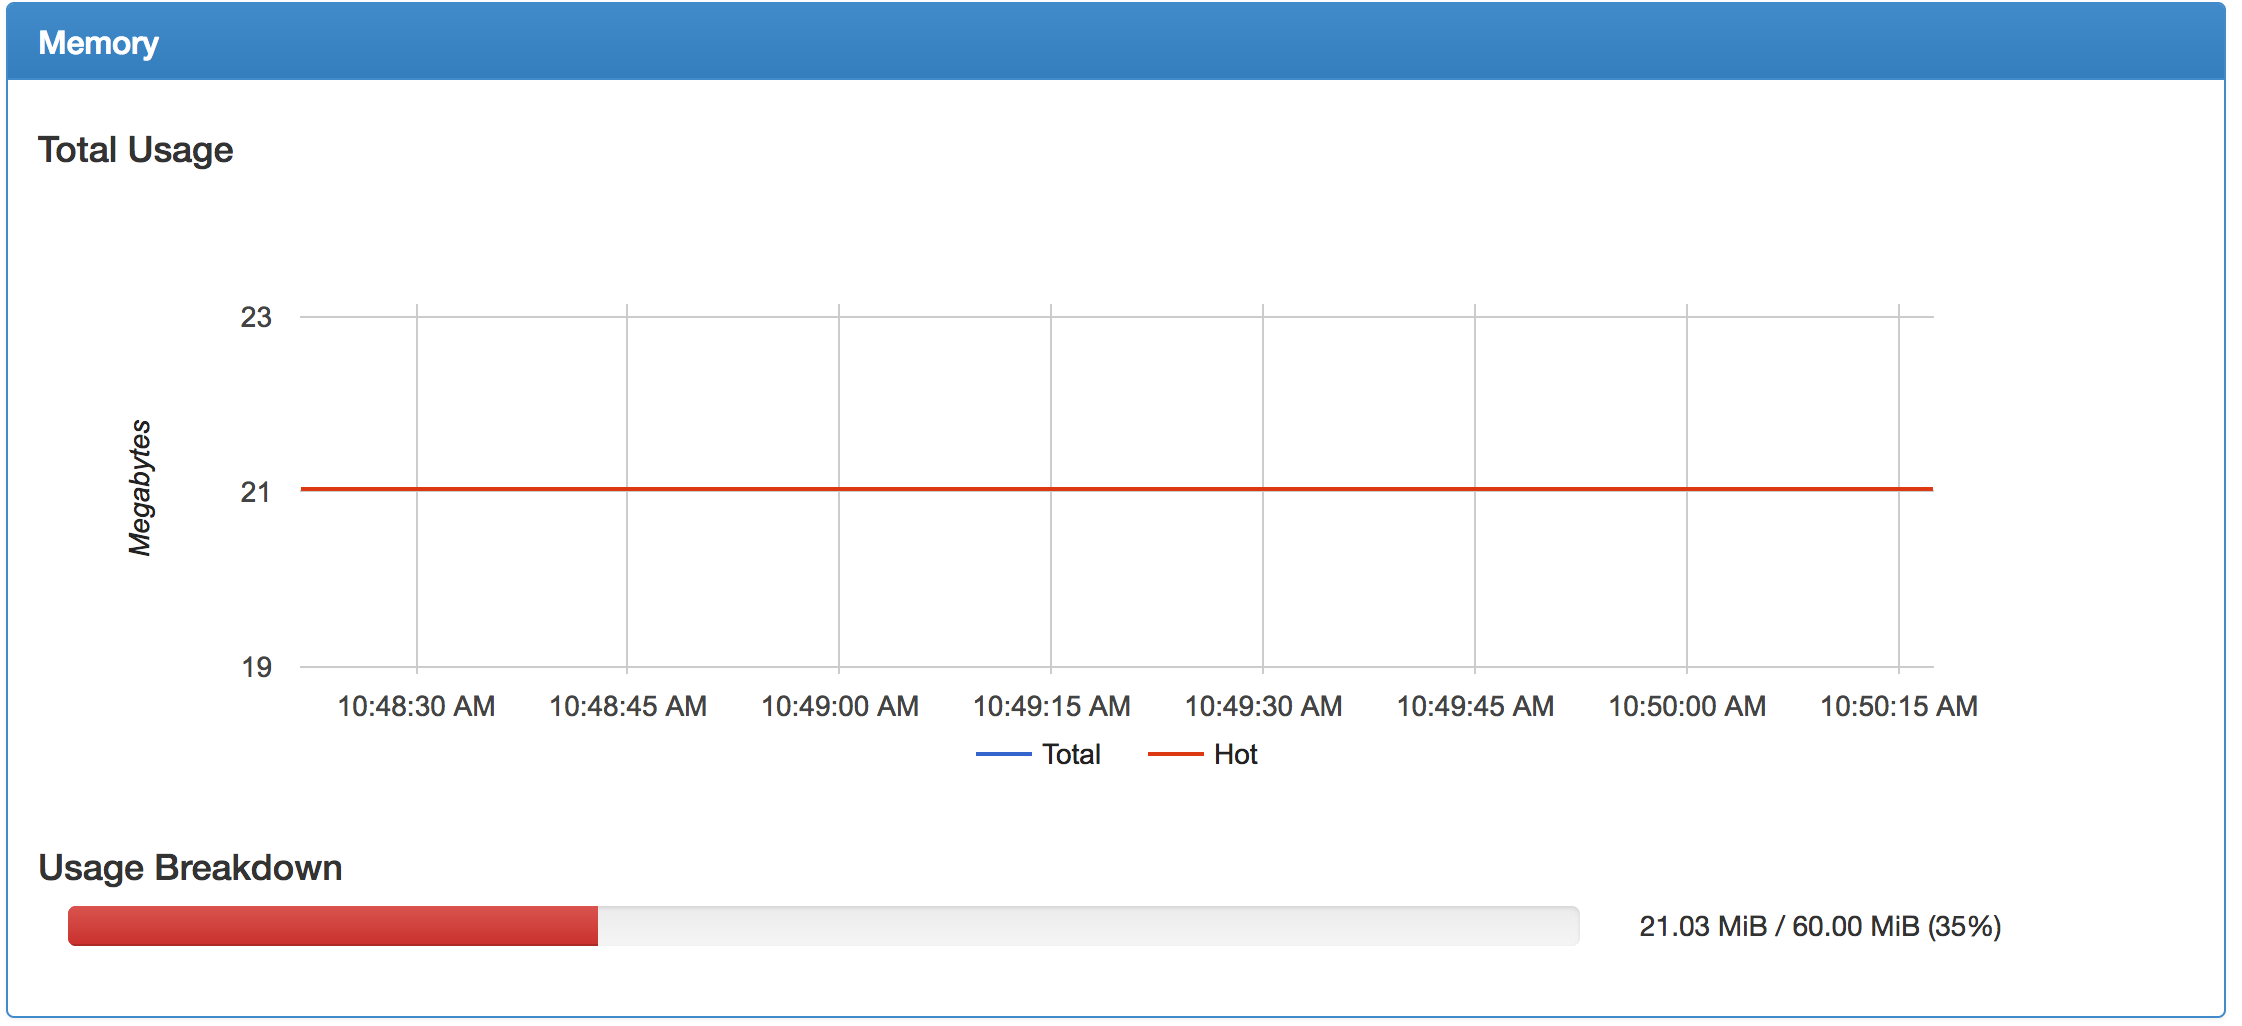 Memory
Total Usage
23
21
19
Megabytes
10:48:30 AM 10:48:45 AM 10:49:00 AM 10:49:15 AM 10:49:30 AM 10:49:45 AM 10:50:00 AM 10:50:15 AM
Total Hot
Usage Breakdown
21.03 MiB / 60.00 MiB (35%)